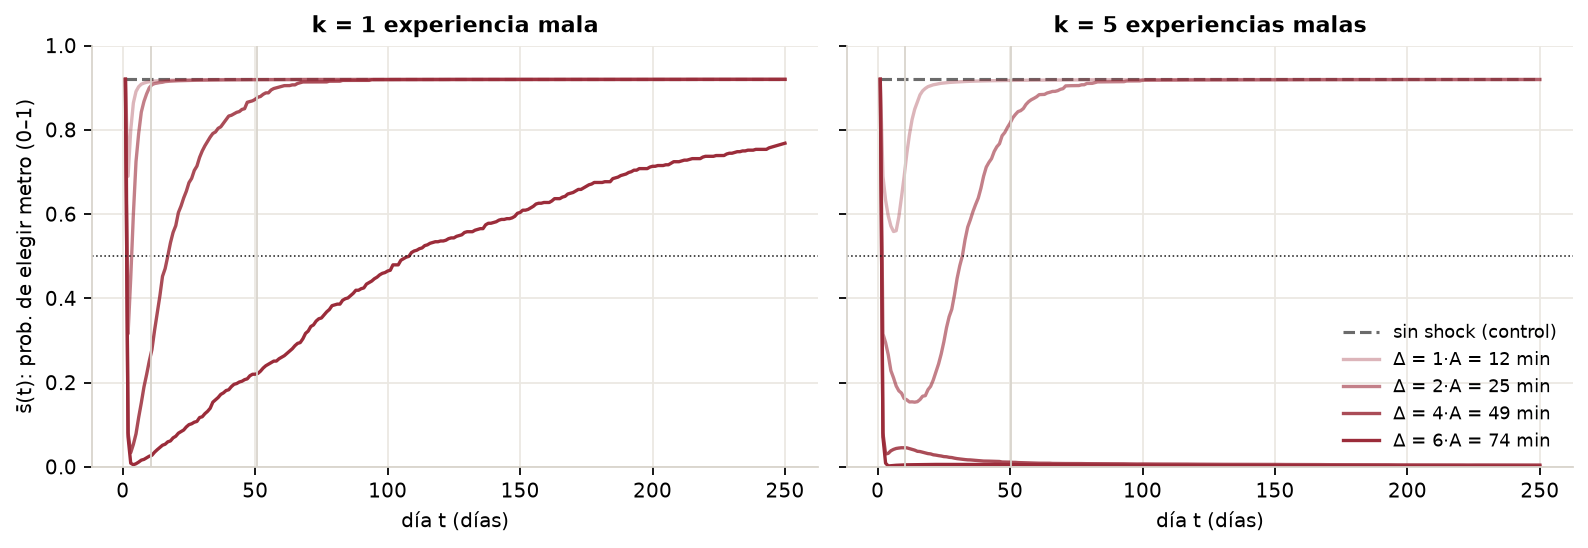 k = 1 experiencia mala
k = 5 experiencias malas
s̄(t): prob. de elegir metro (0–1)
1.0
0.8
0.6
0.4
0.2
0.0
0 50 100 150 200 250
día t (días)
0 50 100 150 200 250
día t (días)
sin shock (control)
Δ = 1·A = 12 min
Δ = 2·A = 25 min
Δ = 4·A = 49 min
Δ = 6·A = 74 min